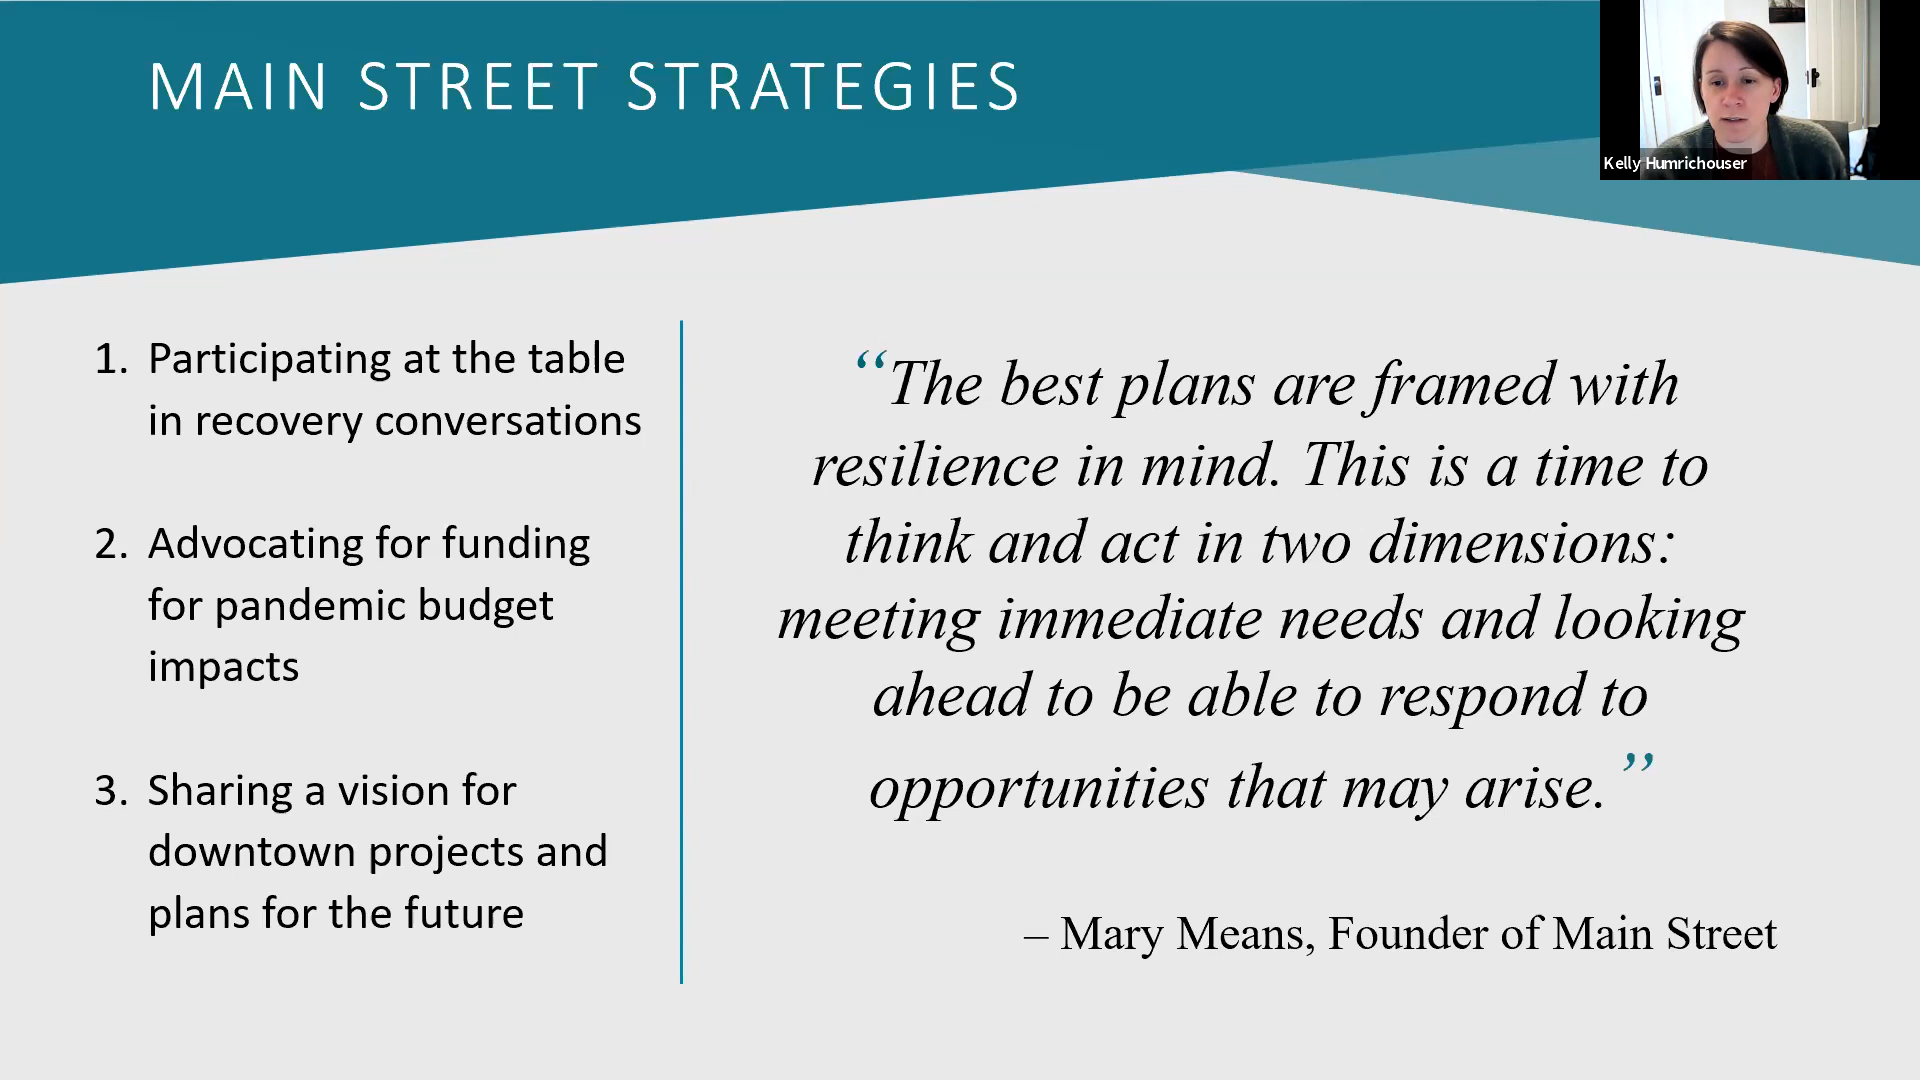 MAIN STREET STRATEGIES
Kelly Humrichouser
1. Participating at the table
in recovery conversations
2. Advocating for funding
for pandemic budget
impacts
3. Sharing a vision for
downtown projects and
plans for the future
“The best plans are framed with
resilience in mind. This is a time to
think and act in two dimensions:
meeting immediate needs and looking
ahead to be able to respond to
opportunities that may arise.”
– Mary Means, Founder of Main Street